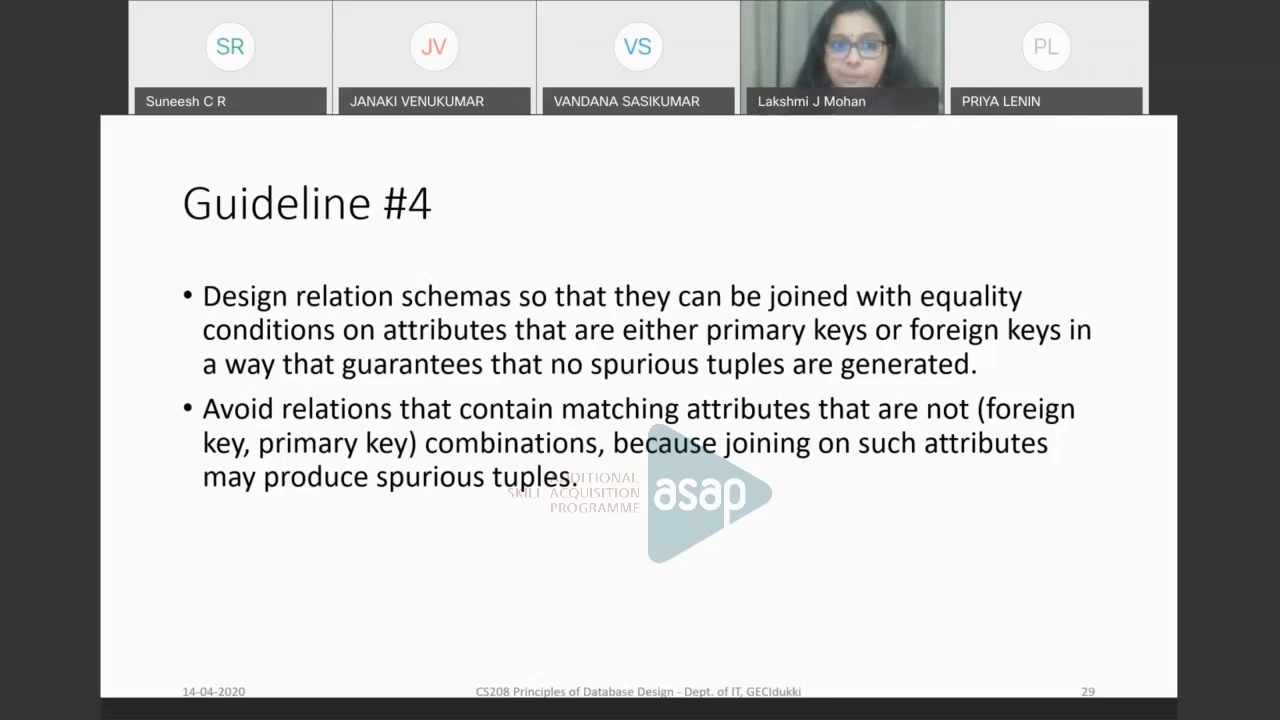 SR
JV
VS
PL
Suneesh C R
JANAKI VENUKUMAR
VANDANA SASIKUMAR
Lakshmi J Mohan
PRIYA LENIN
Guideline #4
• Design relation schemas so that they can be joined with equality
conditions on attributes that are either primary keys or foreign keys in
a way that guarantees that no spurious tuples are generated.
• Avoid relations that contain matching attributes that are not (foreign
key, primary key) combinations, because joining on such attributes
may produce spurious tuples.
ADDITIONAL
SKILL ACQUISITION
PROGRAMME
asap
14-04-2020
CS208 Principles of Database Design - Dept. of IT, GECIdukki
29